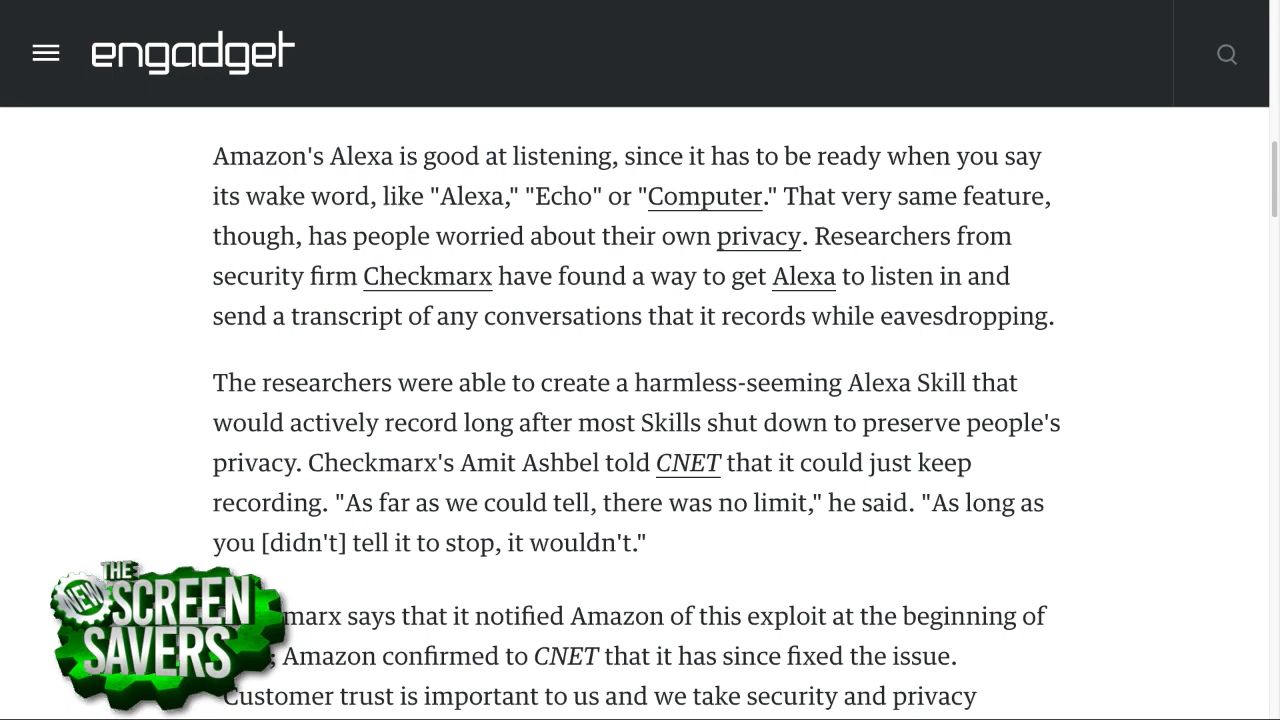 engadget
Amazon's Alexa is good at listening, since it has to be ready when you say
its wake word, like "Alexa," "Echo" or "Computer." That very same feature,
though, has people worried about their own privacy. Researchers from
security firm Checkmarx have found a way to get Alexa to listen in and
send a transcript of any conversations that it records while eavesdropping.
The researchers were able to create a harmless-seeming Alexa Skill that
would actively record long after most Skills shut down to preserve people's
privacy. Checkmarx's Amit Ashbel told CNET that it could just keep
recording. "As far as we could tell, there was no limit," he said. "As long as
you [didn't] tell it to stop, it wouldn't."
marx says that it notified Amazon of this exploit at the beginning of
; Amazon confirmed to CNET that it has since fixed the issue.
"Customer trust is important to us and we take security and privacy
THE
NEW
SCREEN
SAVERS